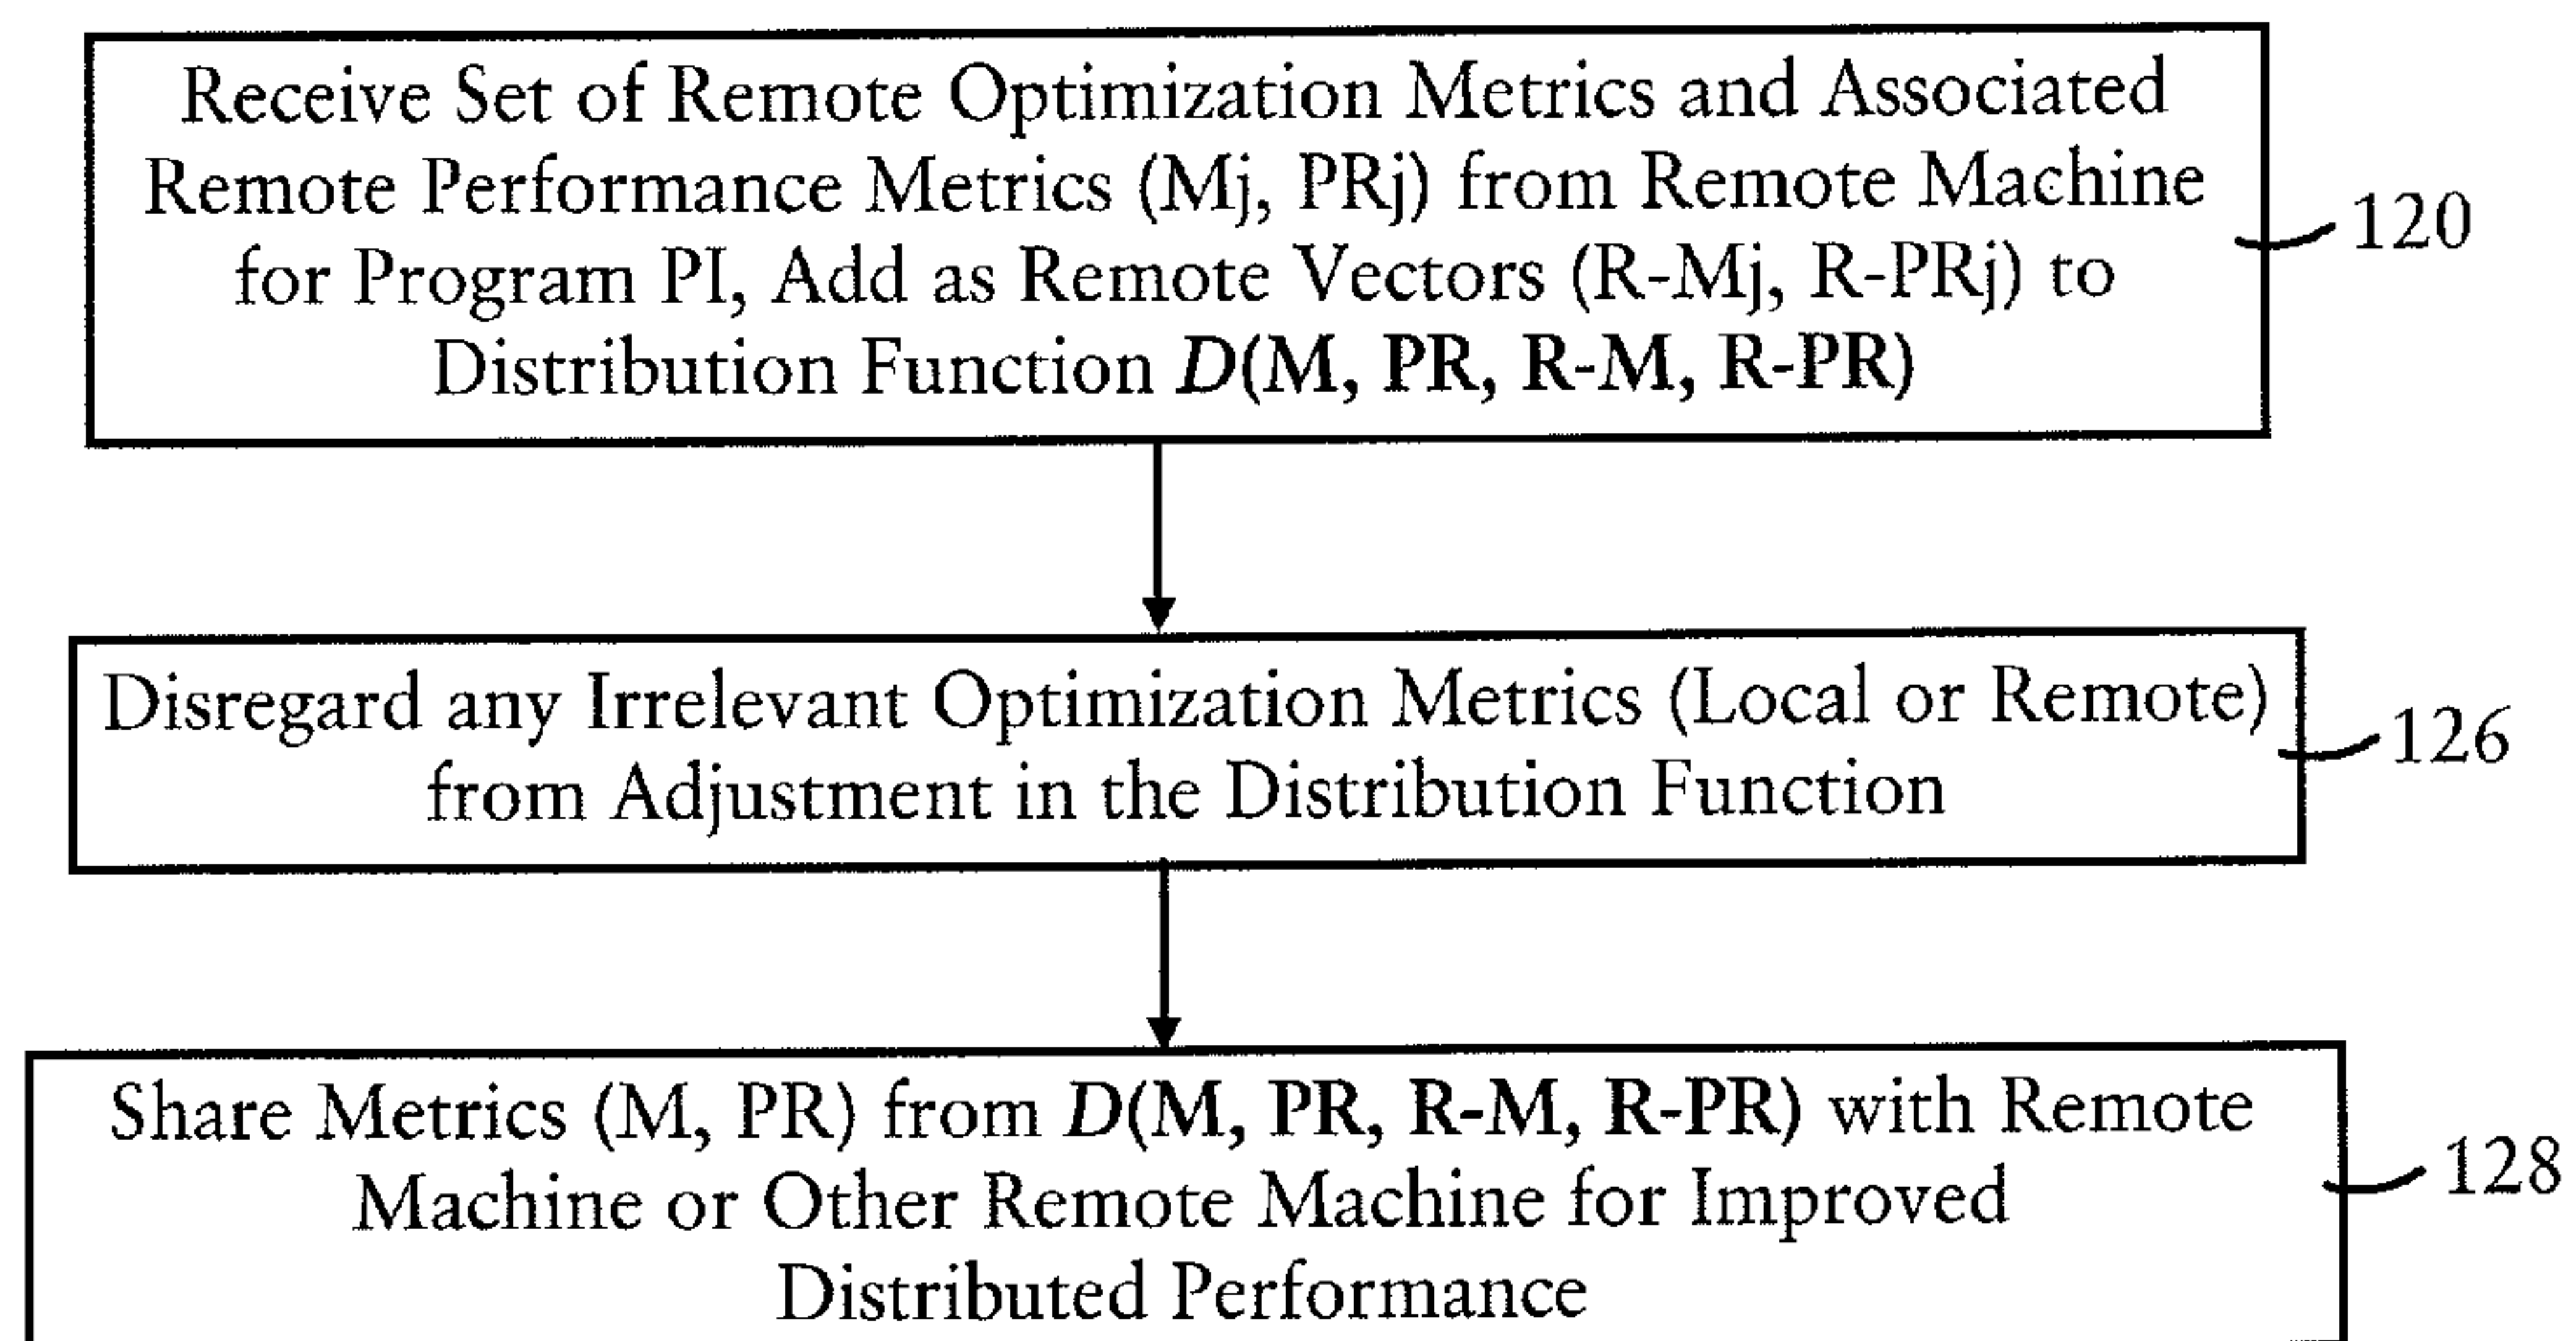 Receive Set of Remote Optimization Metrics and Associated
Remote Performance Metrics (Mj, PRj) from Remote Machine
for Program PI, Add as Remote Vectors (R-Mj, R-PRj) to
Distribution Function D(M, PR, R-M, R-PR)
120
Disregard any Irrelevant Optimization Metrics (Local or Remote)
from Adjustment in the Distribution Function
126
Share Metrics (M, PR) from D(M, PR, R-M, R-PR) with Remote
Machine or Other Remote Machine for Improved
Distributed Performance
128